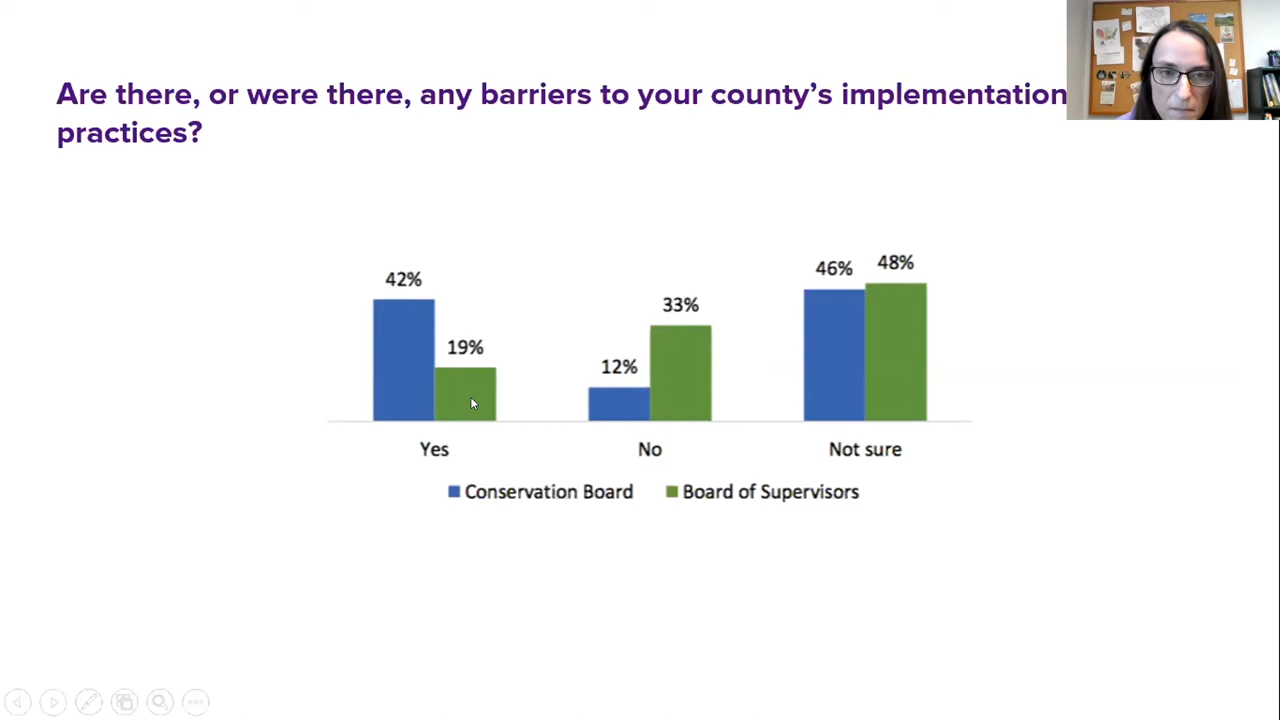 Are there, or were there, any barriers to your county’s implementation
practices?
42%
19%
12%
33%
46%
48%
Yes
No
Not sure
Conservation Board
Board of Supervisors